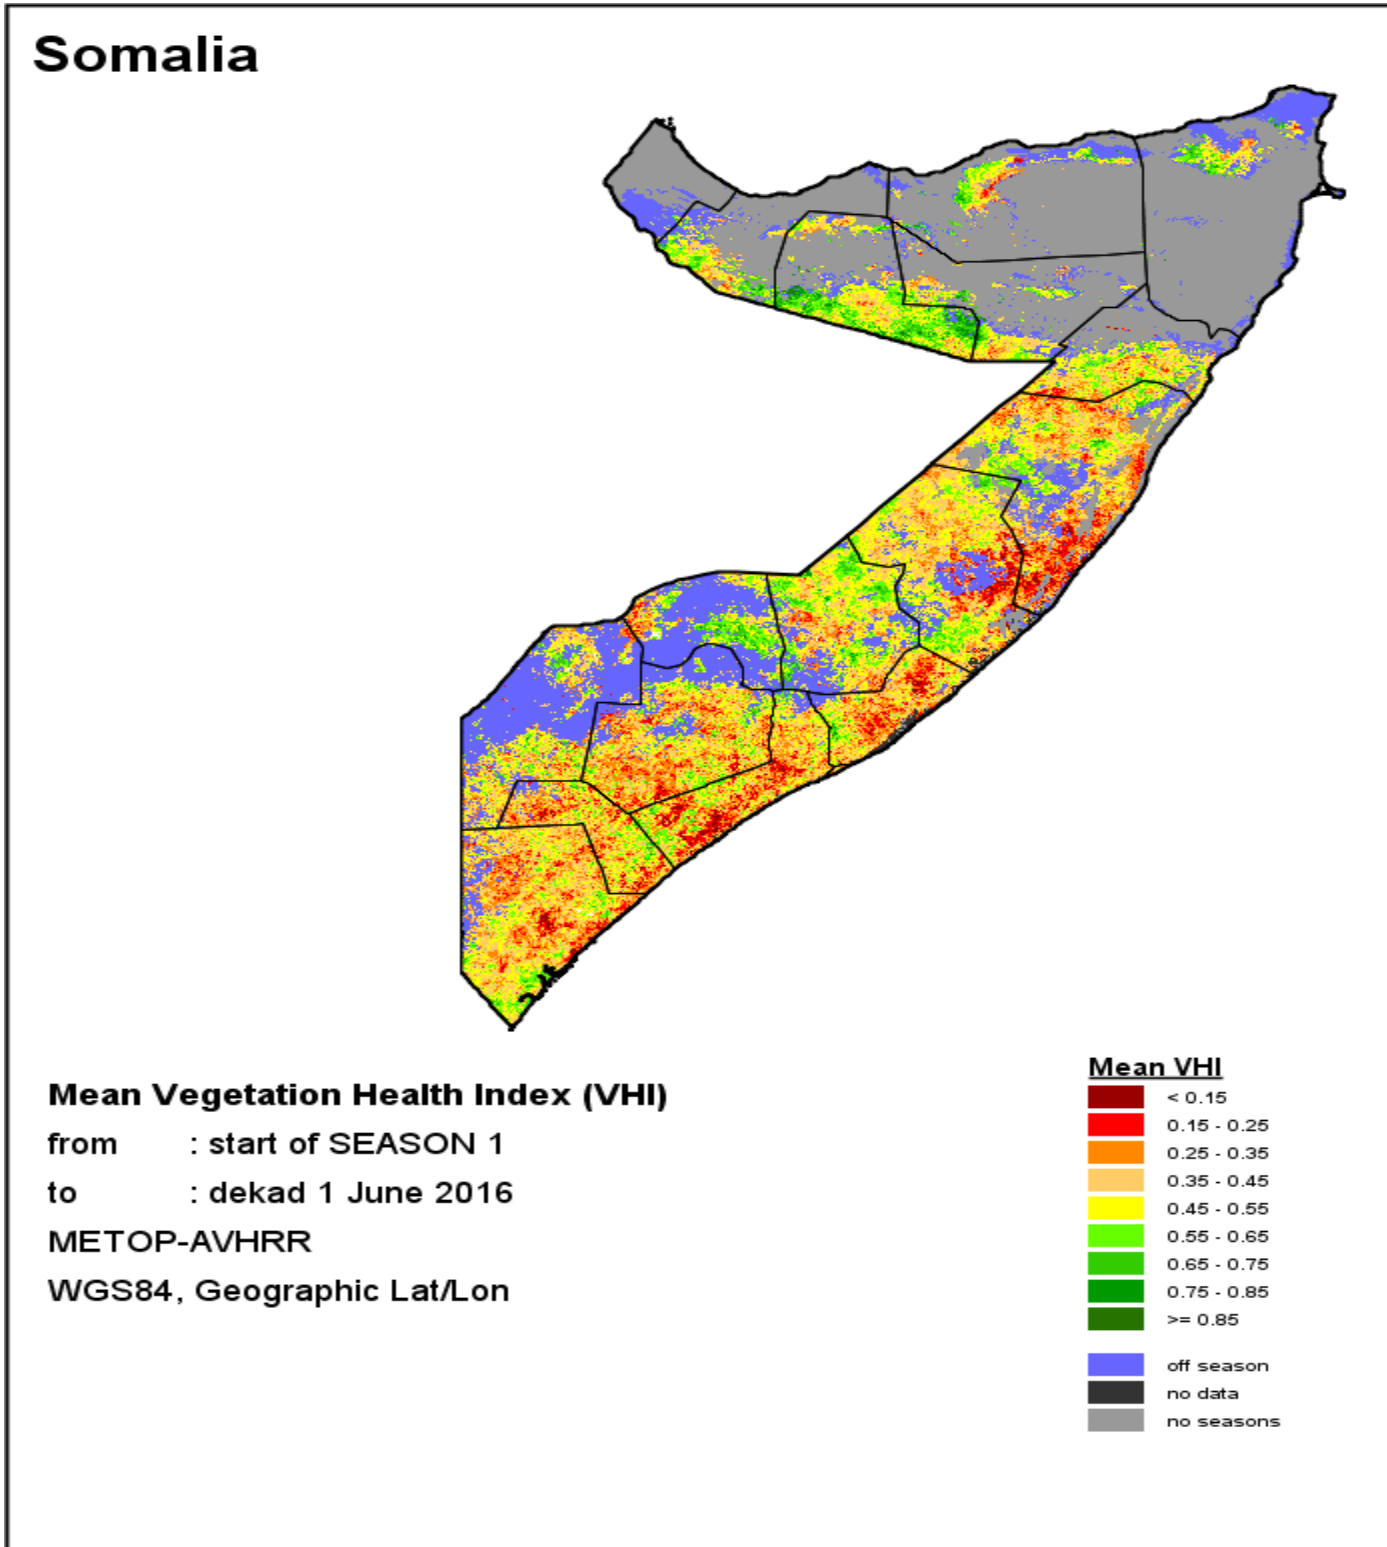 Somalia
Mean Vegetation Health Index (VHI)
from : start of SEASON 1
to : dekad 1 June 2016
METOP-AVHRR
WGS84, Geographic Lat/Lon
Mean VHI
< 0.15
0.15 - 0.25
0.25 - 0.35
0.35 - 0.45
0.45 - 0.55
0.55 - 0.65
0.65 - 0.75
0.75 - 0.85
>= 0.85
off season
no data
no seasons